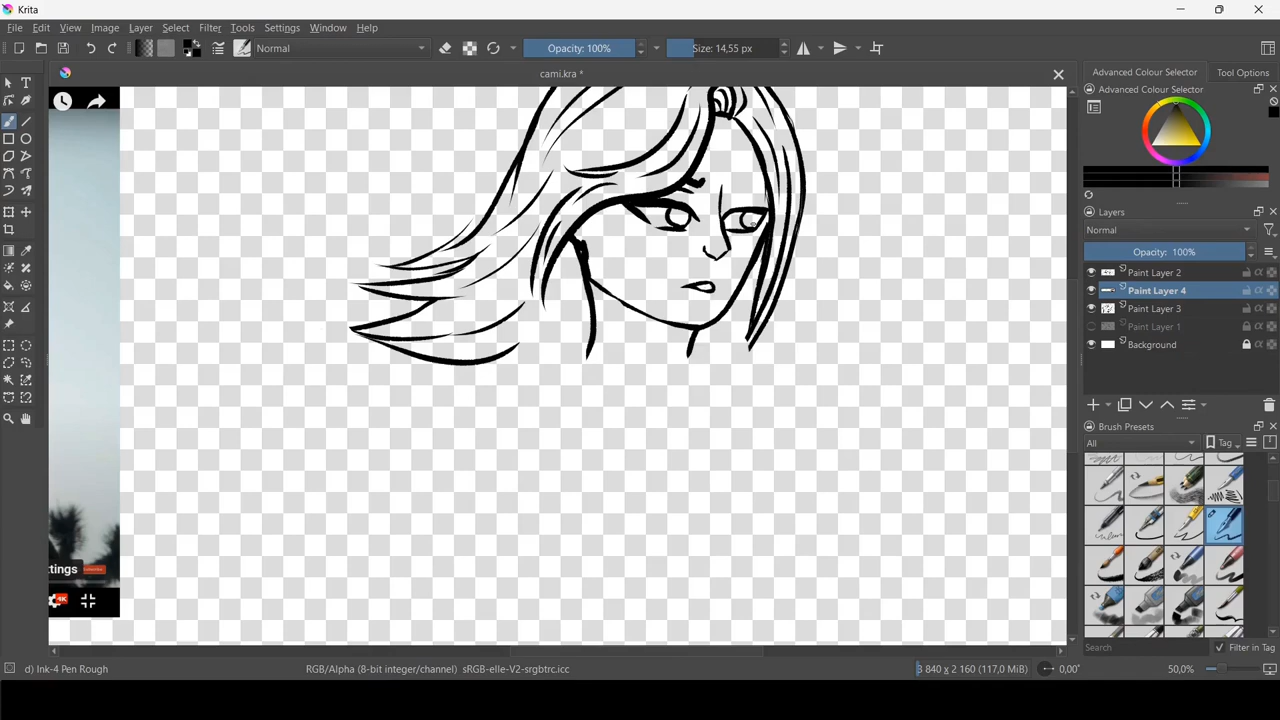 Krita
File Edit View Image Layer Select Filter Tools Settings Window Help
Normal Opacity: 100% Size: 14,55 px
cami.kra *
Advanced Colour Selector Tool Options
Advanced Colour Selector
Layers
Normal
Opacity: 100%
Paint Layer 2
Paint Layer 4
Paint Layer 3
Paint Layer 1
Background
Brush Presets
All Tag
ttings
4K
Search Filter in Tag
d) Ink-4 Pen Rough RGB/Alpha (8-bit integer/channel) sRGB-elle-V2-srgbtrc.icc 3 840 x 2 160 (117,0 MiB) 0,00° 50,0%